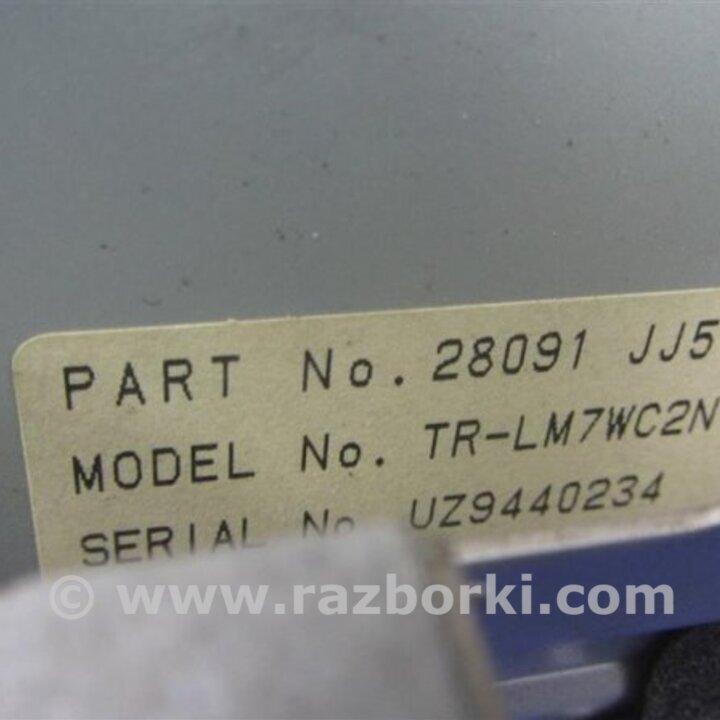 PART No. 28091 JJ5
MODEL No. TR-LM7WC2N
SERIAL No UZ9440234
© www.razborki.com